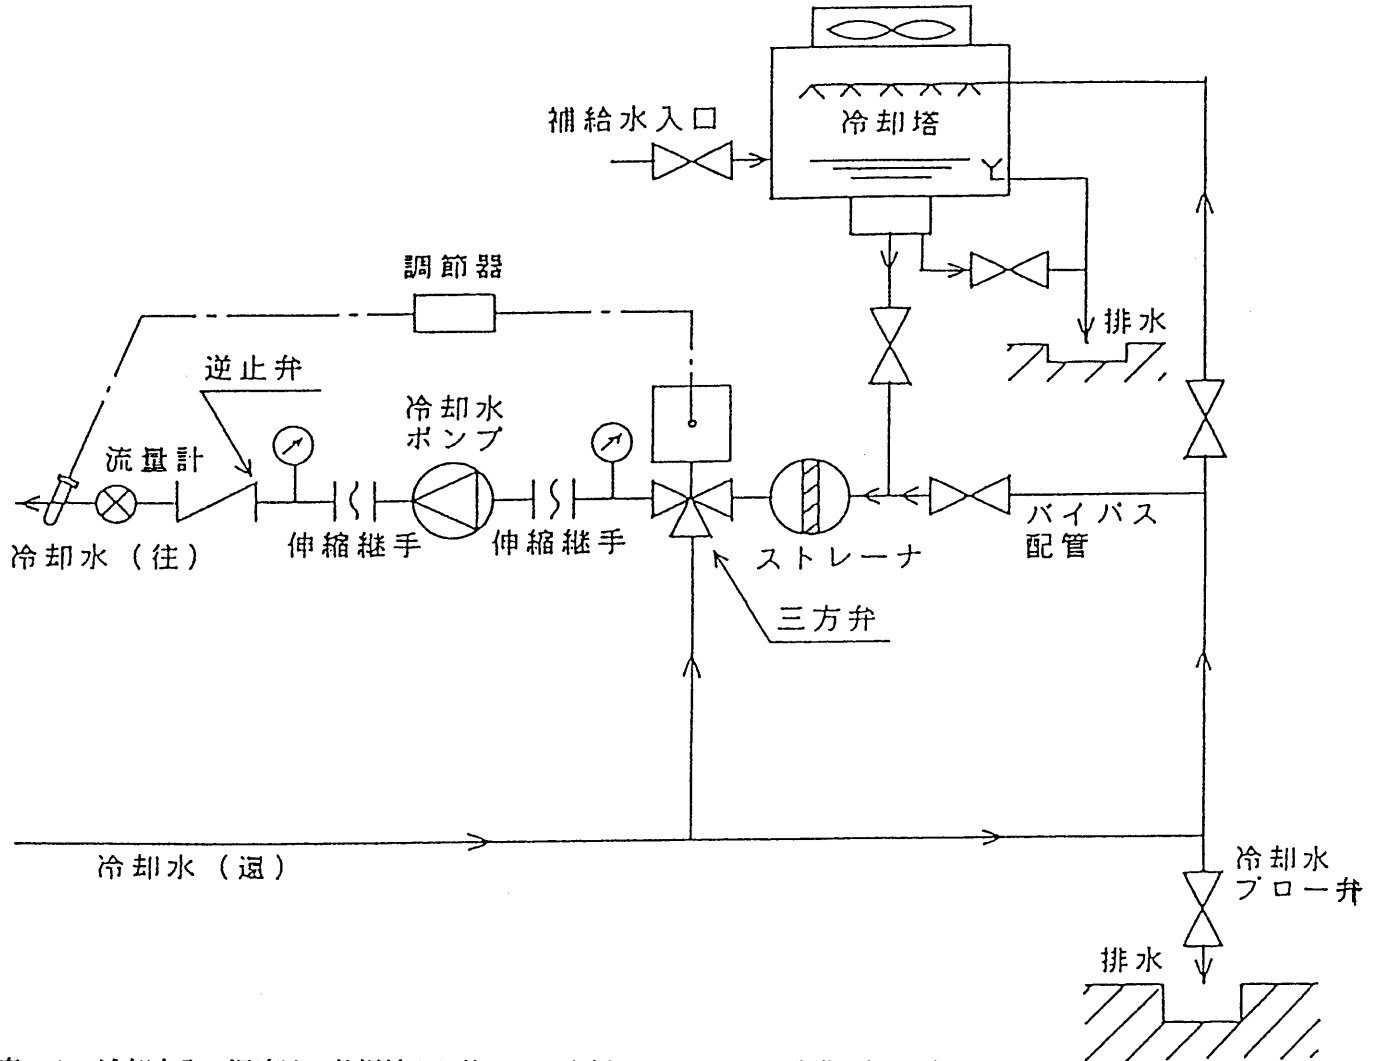 補給水入口
冷却塔
調節器
排水
逆止弁
冷却水
ポンプ
流量計
バイパス
配管
冷却水(往)
伸縮継手
伸縮継手
ストレーナ
三方弁
冷却水(還)
冷却水
ブロー弁
排水